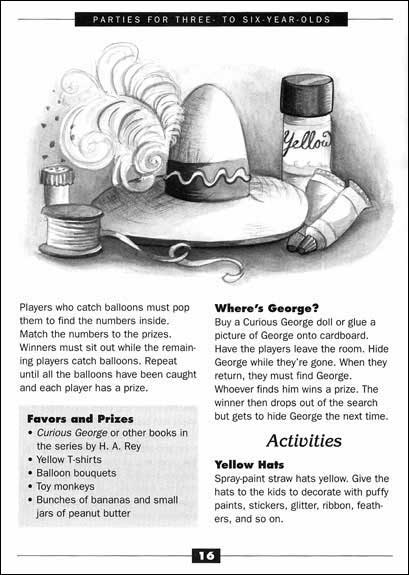 PARTIES FOR THREE- TO SIX-YEAR-OLDS
Yellow
Players who catch balloons must pop
them to find the numbers inside.
Match the numbers to the prizes.
Winners must sit out while the remain-
ing players catch balloons. Repeat
until all the balloons have been caught
and each player has a prize.
Favors and Prizes
• Curious George or other books in
the series by H. A. Rey
• Yellow T-shirts
• Balloon bouquets
• Toy monkeys
• Bunches of bananas and small
jars of peanut butter
Where's George?
Buy a Curious George doll or glue a
picture of George onto cardboard.
Have the players leave the room. Hide
George while they're gone. When they
return, they must find George.
Whoever finds him wins a prize. The
winner then drops out of the search
but gets to hide George the next time.
Activities
Yellow Hats
Spray-paint straw hats yellow. Give the
hats to the kids to decorate with puffy
paints, stickers, glitter, ribbon, feath-
ers, and so on.
16